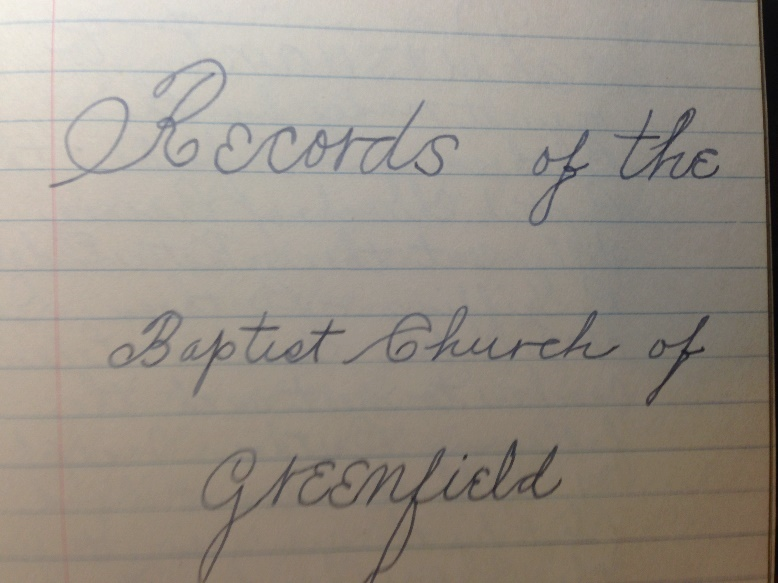 Records of the
Baptist Church of
Greenfield